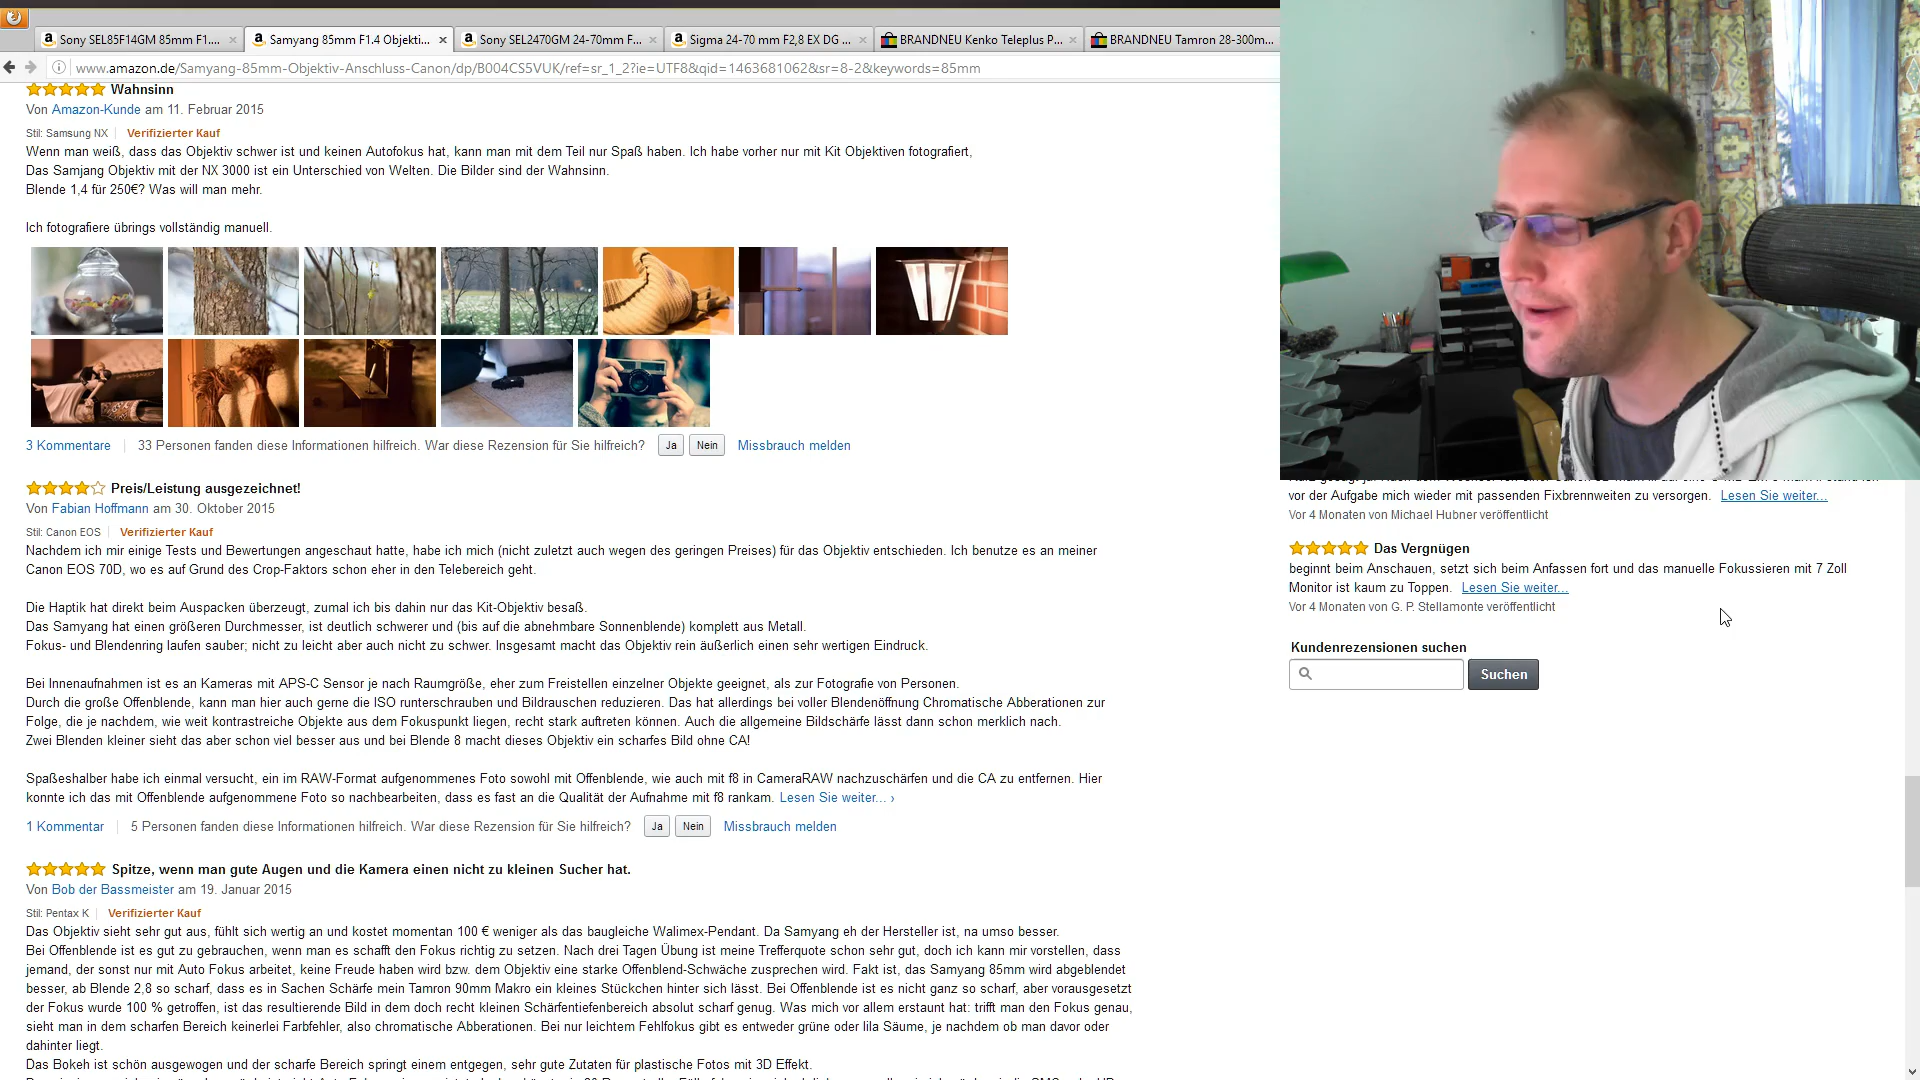 Sony SEL85F14GM 85mm F1....
Samyang 85mm F1.4 Objekti...
Sony SEL2470GM 24-70mm F...
Sigma 24-70 mm F2,8 EX DG ...
BRANDNEU Kenko Teleplus P...
BRANDNEU Tamron 28-300m...
www.amazon.de/Samyang-85mm-Objektiv-Anschluss-Canon/dp/B004CS5VUK/ref=sr_1_2?ie=UTF8&qid=1463681062&sr=8-2&keywords=85mm
Wahnsinn
Von Amazon-Kunde am 11. Februar 2015
Stil: Samsung NX | Verifizierter Kauf
Wenn man weiß, dass das Objektiv schwer ist und keinen Autofokus hat, kann man mit dem Teil nur Spaß haben. Ich habe vorher nur mit Kit Objektiven fotografiert,
Das Samjang Objektiv mit der NX 3000 ist ein Unterschied von Welten. Die Bilder sind der Wahnsinn.
Blende 1,4 für 250€? Was will man mehr.
Ich fotografiere übrings vollständig manuell.
3 Kommentare | 33 Personen fanden diese Informationen hilfreich. War diese Rezension für Sie hilfreich? Ja Nein Missbrauch melden
Preis/Leistung ausgezeichnet!
Von Fabian Hoffmann am 30. Oktober 2015
Stil: Canon EOS | Verifizierter Kauf
Nachdem ich mir einige Tests und Bewertungen angeschaut hatte, habe ich mich (nicht zuletzt auch wegen des geringen Preises) für das Objektiv entschieden. Ich benutze es an meiner
Canon EOS 70D, wo es auf Grund des Crop-Faktors schon eher in den Telebereich geht.
Die Haptik hat direkt beim Auspacken überzeugt, zumal ich bis dahin nur das Kit-Objektiv besaß.
Das Samyang hat einen größeren Durchmesser, ist deutlich schwerer und (bis auf die abnehmbare Sonnenblende) komplett aus Metall.
Fokus- und Blendenring laufen sauber; nicht zu leicht aber auch nicht zu schwer. Insgesamt macht das Objektiv rein äußerlich einen sehr wertigen Eindruck.
Bei Innenaufnahmen ist es an Kameras mit APS-C Sensor je nach Raumgröße, eher zum Freistellen einzelner Objekte geeignet, als zur Fotografie von Personen.
Durch die große Offenblende, kann man hier auch gerne die ISO runterschrauben und Bildrauschen reduzieren. Das hat allerdings bei voller Blendenöffnung Chromatische Abberationen zur
Folge, die je nachdem, wie weit kontrastreiche Objekte aus dem Fokuspunkt liegen, recht stark auftreten können. Auch die allgemeine Bildschärfe lässt dann schon merklich nach.
Zwei Blenden kleiner sieht das aber schon viel besser aus und bei Blende 8 macht dieses Objektiv ein scharfes Bild ohne CA!
Spaßeshalber habe ich einmal versucht, ein im RAW-Format aufgenommenes Foto sowohl mit Offenblende, wie auch mit f8 in CameraRAW nachzuschärfen und die CA zu entfernen. Hier
konnte ich das mit Offenblende aufgenommene Foto so nachbearbeiten, dass es fast an die Qualität der Aufnahme mit f8 rankam. Lesen Sie weiter... ›
1 Kommentar | 5 Personen fanden diese Informationen hilfreich. War diese Rezension für Sie hilfreich? Ja Nein Missbrauch melden
Spitze, wenn man gute Augen und die Kamera einen nicht zu kleinen Sucher hat.
Von Bob der Bassmeister am 19. Januar 2015
Stil: Pentax K | Verifizierter Kauf
Das Objektiv sieht sehr gut aus, fühlt sich wertig an und kostet momentan 100 € weniger als das baugleiche Walimex-Pendant. Da Samyang eh der Hersteller ist, na umso besser.
Bei Offenblende ist es gut zu gebrauchen, wenn man es schafft den Fokus richtig zu setzen. Nach drei Tagen Übung ist meine Trefferquote schon sehr gut, doch ich kann mir vorstellen, dass
jemand, der sonst nur mit Auto Fokus arbeitet, keine Freude haben wird bzw. dem Objektiv eine starke Offenblend-Schwäche zusprechen wird. Fakt ist, das Samyang 85mm wird abgeblendet
besser, ab Blende 2,8 so scharf, dass es in Sachen Schärfe mein Tamron 90mm Makro ein kleines Stückchen hinter sich lässt. Bei Offenblende ist es nicht ganz so scharf, aber vorausgesetzt
der Fokus wurde 100 % getroffen, ist das resultierende Bild in dem doch recht kleinen Schärfentiefenbereich absolut scharf genug. Was mich vor allem erstaunt hat: trifft man den Fokus genau,
sieht man in dem scharfen Bereich keinerlei Farbfehler, also chromatische Abberationen. Bei nur leichtem Fehlfokus gibt es entweder grüne oder lila Säume, je nachdem ob man davor oder
dahinter liegt.
Das Bokeh ist schön ausgewogen und der scharfe Bereich springt einem entgegen, sehr gute Zutaten für plastische Fotos mit 3D Effekt.
vor der Aufgabe mich wieder mit passenden Fixbrennweiten zu versorgen. Lesen Sie weiter...
Vor 4 Monaten von Michael Hubner veröffentlicht
Das Vergnügen
beginnt beim Anschauen, setzt sich beim Anfassen fort und das manuelle Fokussieren mit 7 Zoll
Monitor ist kaum zu Toppen. Lesen Sie weiter...
Vor 4 Monaten von G. P. Stellamonte veröffentlicht
Kundenrezensionen suchen
Suchen